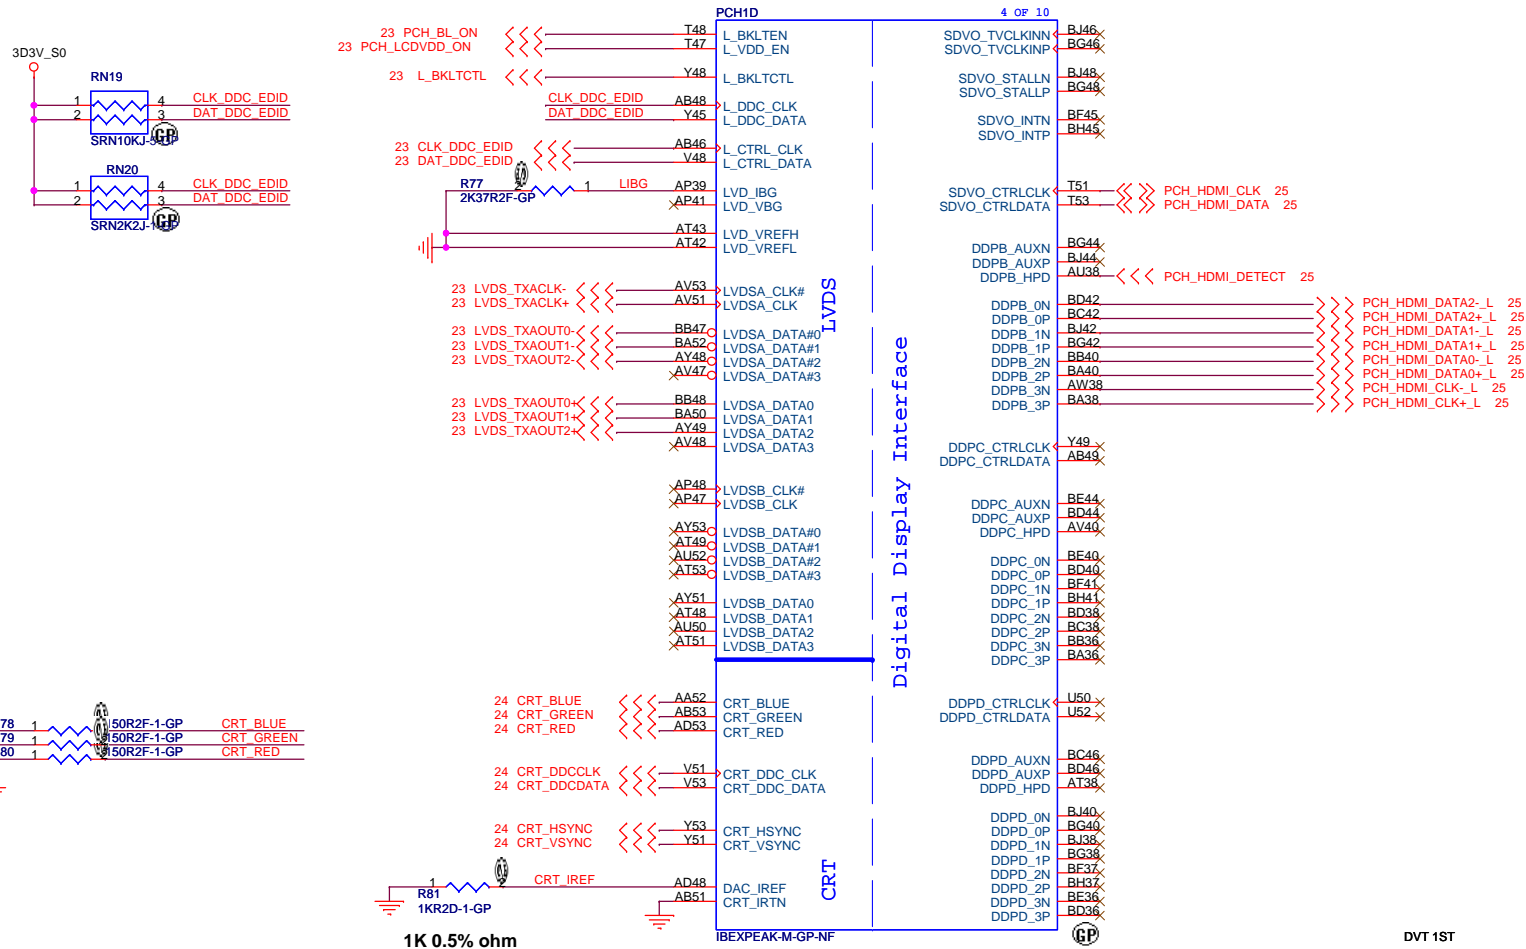 PCH1D
4 OF 10
3D3V_S0
RN19
1 4 CLK_DDC_EDID
2 3 DAT_DDC_EDID
GP
RN20
1 4 CLK_DDC_EDID
2 3 DAT_DDC_EDID
GP
78 1 150R2F-1-GP CRT_BLUE
79 1 150R2F-1-GP CRT_GREEN
80 1 150R2F-1-GP CRT_RED
23 PCH_BL_ON T48 L_BKLTEN
23 PCH_LCDVDD_ON T47 L_VDD_EN
23 L_BKLTCTL Y48 L_BKLTCTL
CLK_DDC_EDID AB48 L_DDC_CLK
DAT_DDC_EDID Y45 L_DDC_DATA
23 CLK_DDC_EDID AB46 L_CTRL_CLK
23 DAT_DDC_EDID V48 L_CTRL_DATA
R77 2 1 LIBG AP39 LVD_IBG
2K37R2F-GP AP41 LVD_VBG
AT43 LVD_VREFH
AT42 LVD_VREFL
LVDS
23 LVDS_TXACLK- AV53 LVDSA_CLK#
23 LVDS_TXACLK+ AV51 LVDSA_CLK
23 LVDS_TXAOUT0- BB47 LVDSA_DATA#0
23 LVDS_TXAOUT1- BA52 LVDSA_DATA#1
23 LVDS_TXAOUT2- AY48 LVDSA_DATA#2
AV47 LVDSA_DATA#3
23 LVDS_TXAOUT0+ BB48 LVDSA_DATA0
23 LVDS_TXAOUT1+ BA50 LVDSA_DATA1
23 LVDS_TXAOUT2+ AY49 LVDSA_DATA2
AV48 LVDSA_DATA3
AP48 LVDSB_CLK#
AP47 LVDSB_CLK
AY53 LVDSB_DATA#0
AT49 LVDSB_DATA#1
AU52 LVDSB_DATA#2
AT53 LVDSB_DATA#3
AY51 LVDSB_DATA0
AT48 LVDSB_DATA1
AU50 LVDSB_DATA2
AT51 LVDSB_DATA3
24 CRT_BLUE AA52 CRT_BLUE
24 CRT_GREEN AB53 CRT_GREEN
24 CRT_RED AD53 CRT_RED
24 CRT_DDCCLK V51 CRT_DDC_CLK
24 CRT_DDCDATA V53 CRT_DDC_DATA
24 CRT_HSYNC Y53 CRT_HSYNC
24 CRT_VSYNC Y51 CRT_VSYNC
CRT
1 2 CRT_IREF AD48 DAC_IREF
R81 AB51 CRT_IRTN
1KR2D-1-GP
1K 0.5% ohm
IBEXPEAK-M-GP-NF
Digital Display Interface
SDVO_TVCLKINN BJ46
SDVO_TVCLKINP BG46
SDVO_STALLN BJ48
SDVO_STALLP BG48
SDVO_INTN BF45
SDVO_INTP BH45
SDVO_CTRLCLK T51 PCH_HDMI_CLK 25
SDVO_CTRLDATA T53 PCH_HDMI_DATA 25
DDPB_AUXN BG44
DDPB_AUXP BJ44
DDPB_HPD AU38 PCH_HDMI_DETECT 25
DDPB_0N BD42 PCH_HDMI_DATA2-_L 25
DDPB_0P BC42 PCH_HDMI_DATA2+_L 25
DDPB_1N BJ42 PCH_HDMI_DATA1-_L 25
DDPB_1P BG42 PCH_HDMI_DATA1+_L 25
DDPB_2N BB40 PCH_HDMI_DATA0-_L 25
DDPB_2P BA40 PCH_HDMI_DATA0+_L 25
DDPB_3N AW38 PCH_HDMI_CLK-_L 25
DDPB_3P BA38 PCH_HDMI_CLK+_L 25
DDPC_CTRLCLK Y49
DDPC_CTRLDATA AB49
DDPC_AUXN BE44
DDPC_AUXP BD44
DDPC_HPD AV40
DDPC_0N BE40
DDPC_0P BD40
DDPC_1N BF41
DDPC_1P BH41
DDPC_2N BD38
DDPC_2P BC38
DDPC_3N BB36
DDPC_3P BA36
DDPD_CTRLCLK U50
DDPD_CTRLDATA U52
DDPD_AUXN BC46
DDPD_AUXP BD46
DDPD_HPD AT38
DDPD_0N BJ40
DDPD_0P BG40
DDPD_1N BJ38
DDPD_1P BG38
DDPD_2N BF37
DDPD_2P BH37
DDPD_3N BE36
DDPD_3P BD36
GP
DVT 1ST